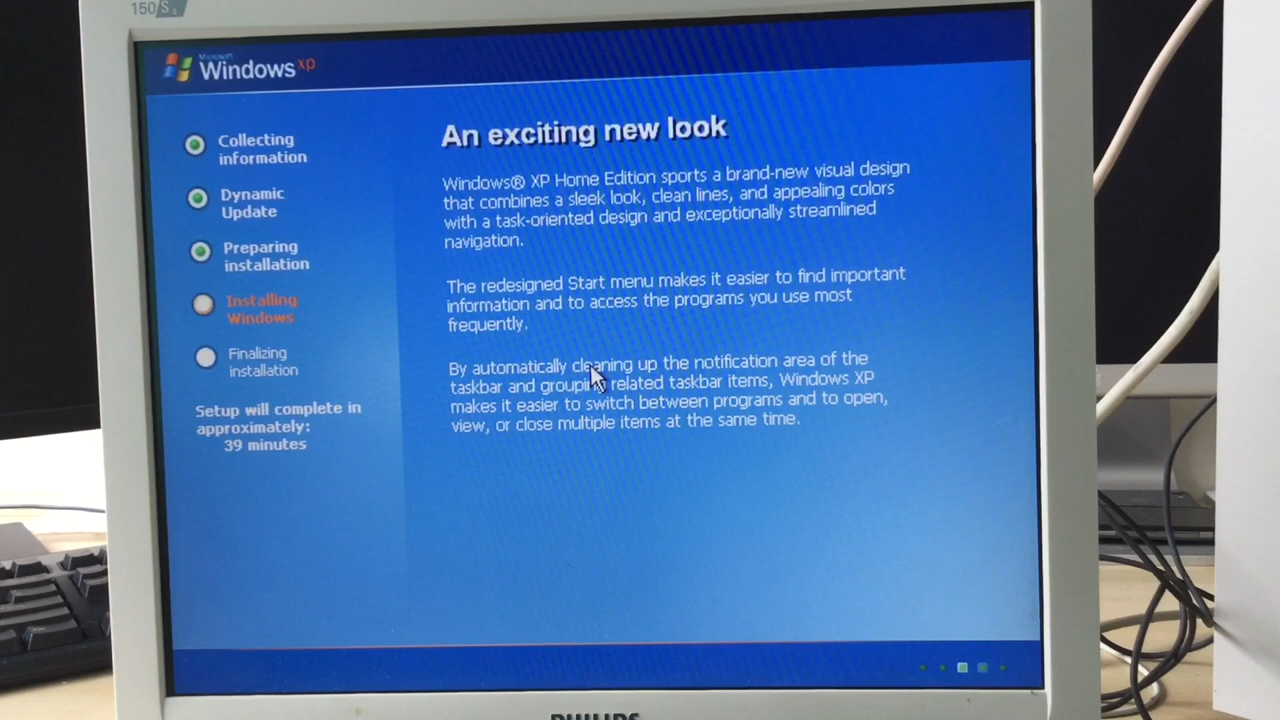 150S
Microsoft
Windows xp
Collecting
information
Dynamic
Update
Preparing
installation
Installing
Windows
Finalizing
installation
Setup will complete in
approximately:
39 minutes
An exciting new look
Windows® XP Home Edition sports a brand-new visual design
that combines a sleek look, clean lines, and appealing colors
with a task-oriented design and exceptionally streamlined
navigation.
The redesigned Start menu makes it easier to find important
information and to access the programs you use most
frequently.
By automatically cleaning up the notification area of the
taskbar and grouping related taskbar items, Windows XP
makes it easier to switch between programs and to open,
view, or close multiple items at the same time.
PHILIPS